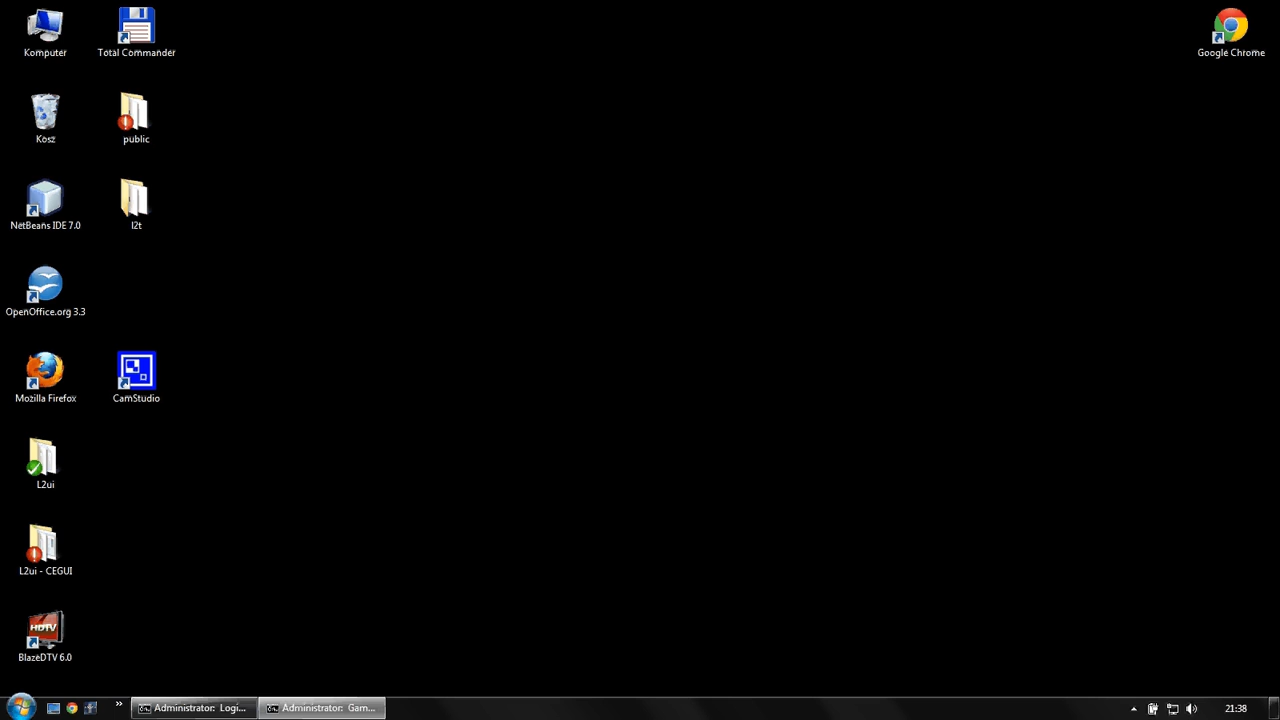 Komputer
Total Commander
Google Chrome
Kosz
public
NetBeans IDE 7.0
l2t
OpenOffice.org 3.3
Mozilla Firefox
CamStudio
L2ui
L2ui - CEGUI
HDTV
BlazeDTV 6.0
»
Administrator: Logi...
Administrator: Gam...
21:38